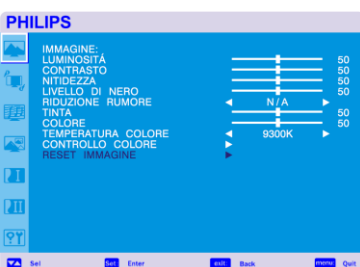 PHILIPS
IMMAGINE:
LUMINOSITÁ 50
CONTRASTO 50
NITIDEZZA 50
LIVELLO DI NERO 50
RIDUZIONE RUMORE N/A
TINTA 50
COLORE 50
TEMPERATURA COLORE 9300K
CONTROLLO COLORE
RESET IMMAGINE
Sel Set Enter exit Back menu Quit